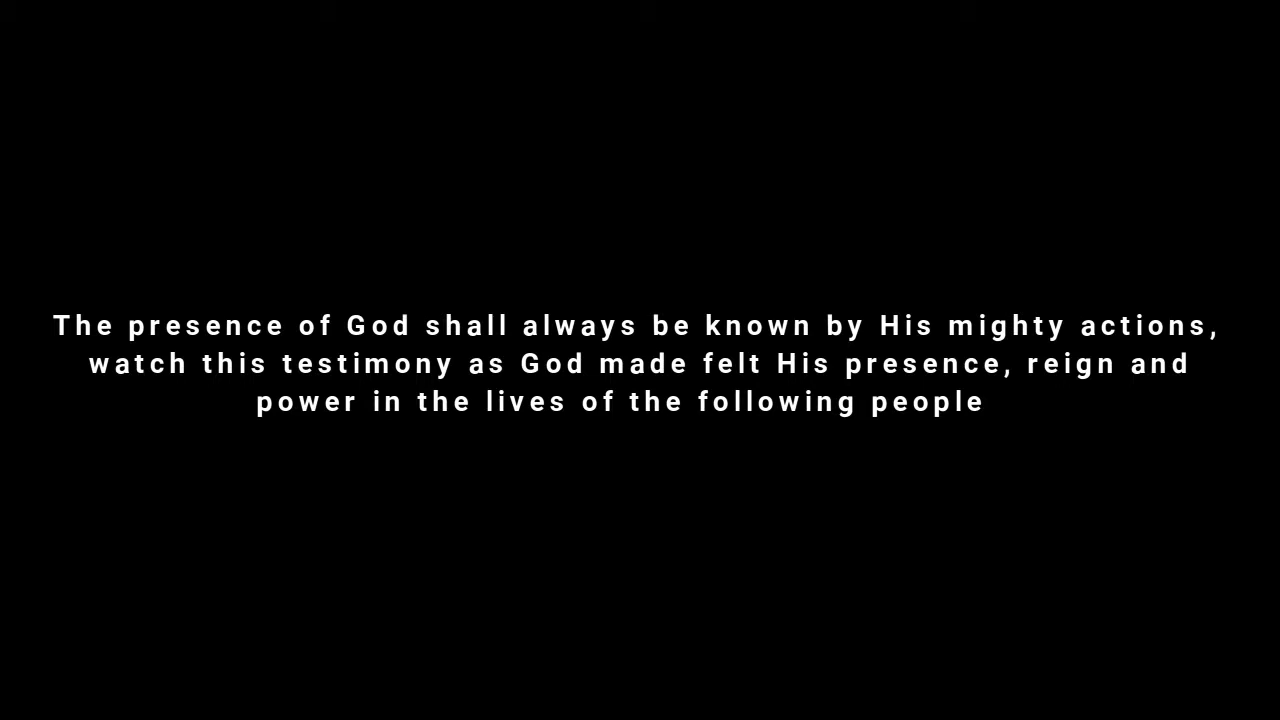 The presence of God shall always be known by His mighty actions,
watch this testimony as God made felt His presence, reign and
power in the lives of the following people